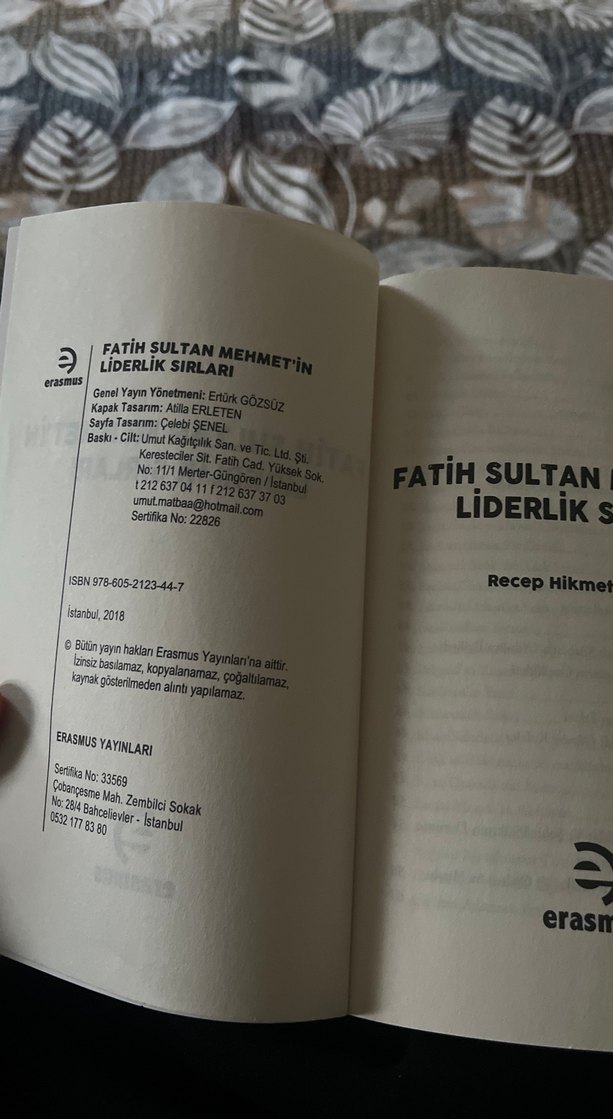 erasmus
FATİH SULTAN MEHMET'İN
LİDERLİK SIRLARI
Genel Yayın Yönetmeni: Ertürk GÖZSÜZ
Kapak Tasarım: Atilla ERLETEN
Sayfa Tasarım: Çelebi ŞENEL
Baskı - Cilt: Umut Kağıtçılık San. ve Tic. Ltd. Şti.
Keresteciler Sit. Fatih Cad. Yüksek Sok.
No: 11/1 Merter-Güngören / İstanbul
t 212 637 04 11 f 212 637 37 03
umut.matbaa@hotmail.com
Sertifika No: 22826
ISBN 978-605-2123-44-7
İstanbul, 2018
© Bütün yayın hakları Erasmus Yayınları'na aittir.
İzinsiz basılamaz, kopyalanamaz, çoğaltılamaz,
kaynak gösterilmeden alıntı yapılamaz.
ERASMUS YAYINLARI
Sertifika No: 33569
Çobançesme Mah. Zembilci Sokak
No: 28/4 Bahcelievler - İstanbul
0532 177 83 80
FATİH SULTAN
LİDERLİK S
Recep Hikmet
erasm